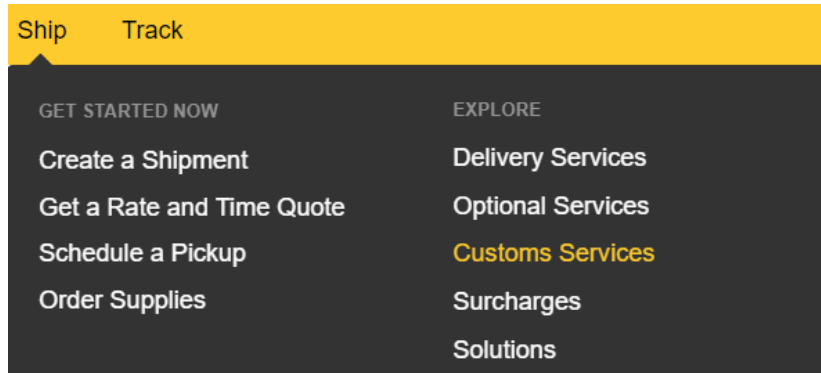 Ship Track
GET STARTED NOW
Create a Shipment
Get a Rate and Time Quote
Schedule a Pickup
Order Supplies
EXPLORE
Delivery Services
Optional Services
Customs Services
Surcharges
Solutions